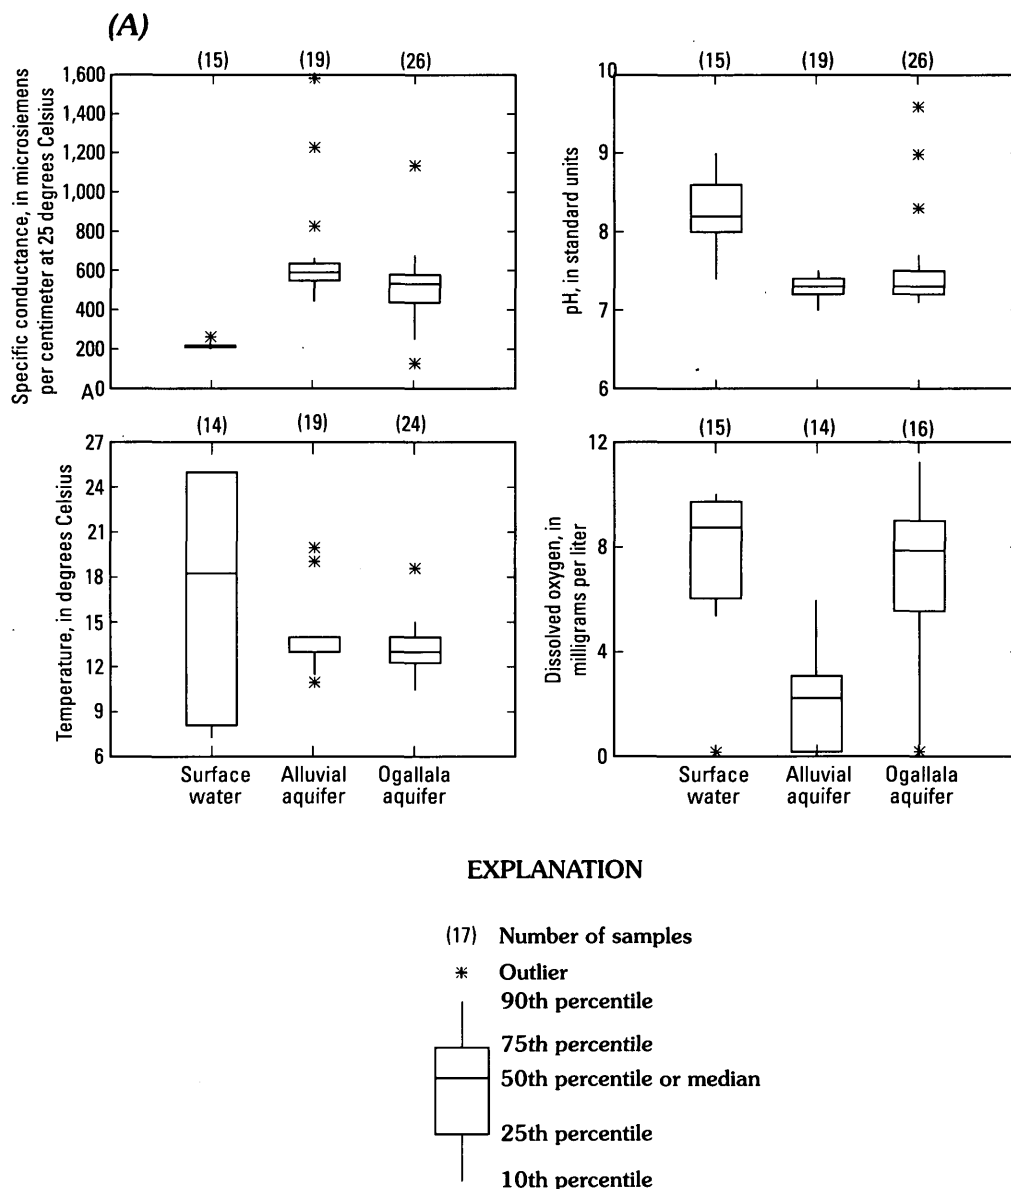 (A)
(15) (19) (26)
Specific conductance, in microsiemens
per centimeter at 25 degrees Celsius
1,600
1,400
1,200
1,000
800
600
400
200
A0
(15) (19) (26)
pH, in standard units
10
9
8
7
6
(14) (19) (24)
Temperature, in degrees Celsius
27
24
21
18
15
13
9
6
Surface water
Alluvial aquifer
Ogallala aquifer
(15) (14) (16)
Dissolved oxygen, in
milligrams per liter
12
8
4
0
Surface water
Alluvial aquifer
Ogallala aquifer
EXPLANATION
(17) Number of samples
* Outlier
90th percentile
75th percentile
50th percentile or median
25th percentile
10th percentile